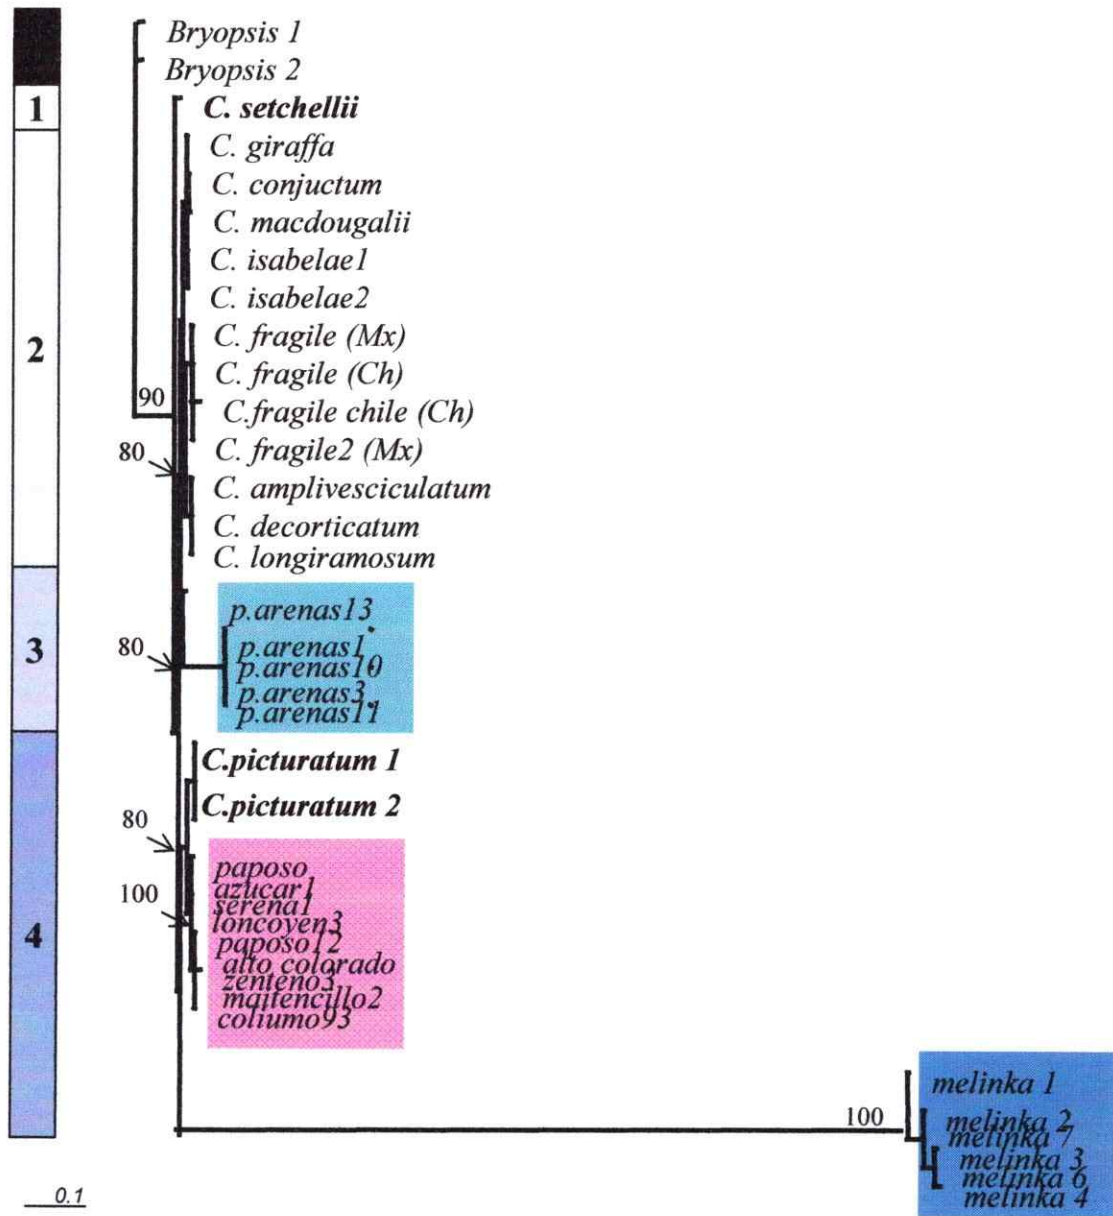 Bryopsis 1
Bryopsis 2
1
C. setchellii
C. giraffa
C. conjuctum
C. macdougalii
C. isabelae1
C. isabelae2
2
C. fragile (Mx)
C. fragile (Ch)
90
C.fragile chile (Ch)
80
C. fragile2 (Mx)
C. amplivesciculatum
C. decorticatum
C. longiramosum
3
80
p.arenas13
p.arenas1
p.arenas10
p.arenas3
p.arenas11
C.picturatum 1
C.picturatum 2
80
100
4
paposo
azucar1
serena1
loncoyen3
paposo12
alto colorado
zenteno3
maitencillo2
coliumo93
100
melinka 1
melinka 2
melinka 7
melinka 3
melinka 6
melinka 4
0.1